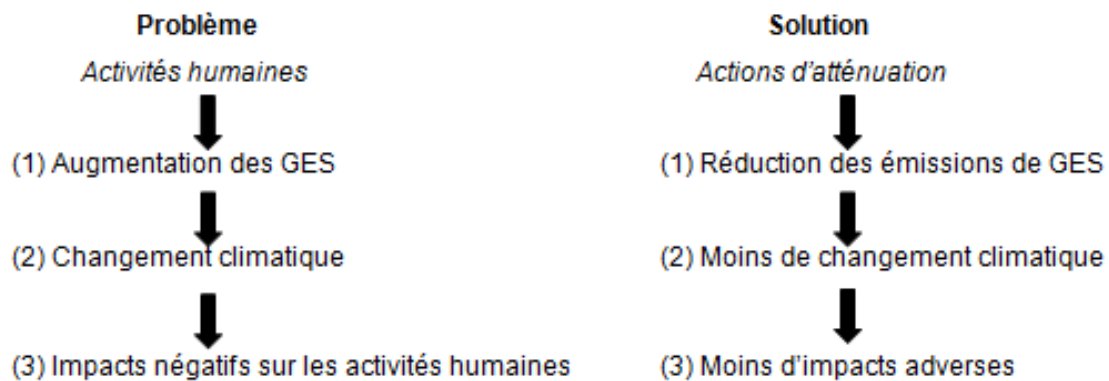 Problème
Activités humaines
(1) Augmentation des GES
(2) Changement climatique
(3) Impacts négatifs sur les activités humaines
Solution
Actions d'atténuation
(1) Réduction des émissions de GES
(2) Moins de changement climatique
(3) Moins d'impacts adverses